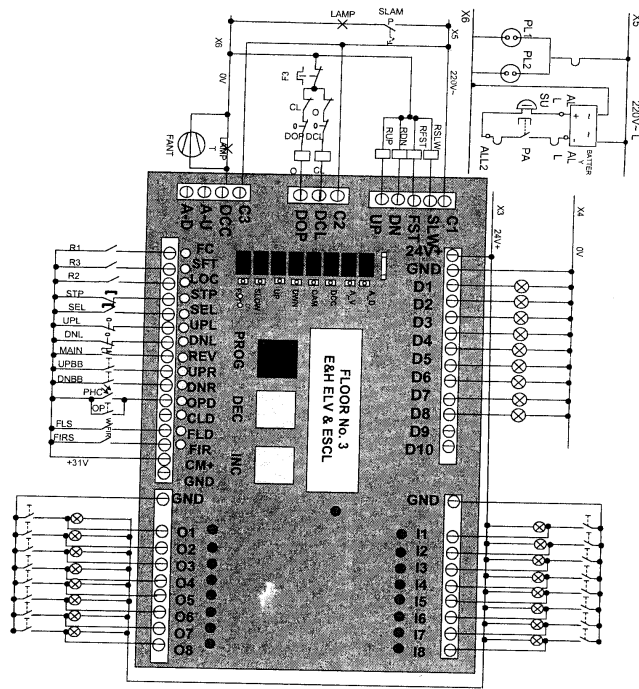 LAMP
SLAM
P
X6
X5
0V
220V~
F3
CL
DOP
DCL
RUP
RDN
RFST
RSLW
FANT
T
LAMP
X6
X5
PL1
PL2
220V~L
SU
L
AL
BATTERY
PA
L
AL
ALL2
X3
24V+
X4
0V
A-D
A-U
OCC
C3
DOP
DCL
C2
UP
DN
FST
SLW
C1
R1
R3
R2
STP
SEL
UPL
DNL
MAIN
UPBB
DNBB
PHC
OP
FLS
FIRS
+31V
FC
SFT
LOC
STP
SEL
UPL
DNL
REV
UPR
DNR
OPD
CLD
FLD
FIR
CM+
GND
PROG
DEC
INC
FLOOR No. 3
E&H ELV & ESCL
24V+
GND
D1
D2
D3
D4
D5
D6
D7
D8
D9
D10
GND
O1
O2
O3
O4
O5
O6
O7
O8
GND
I1
I2
I3
I4
I5
I6
I7
I8